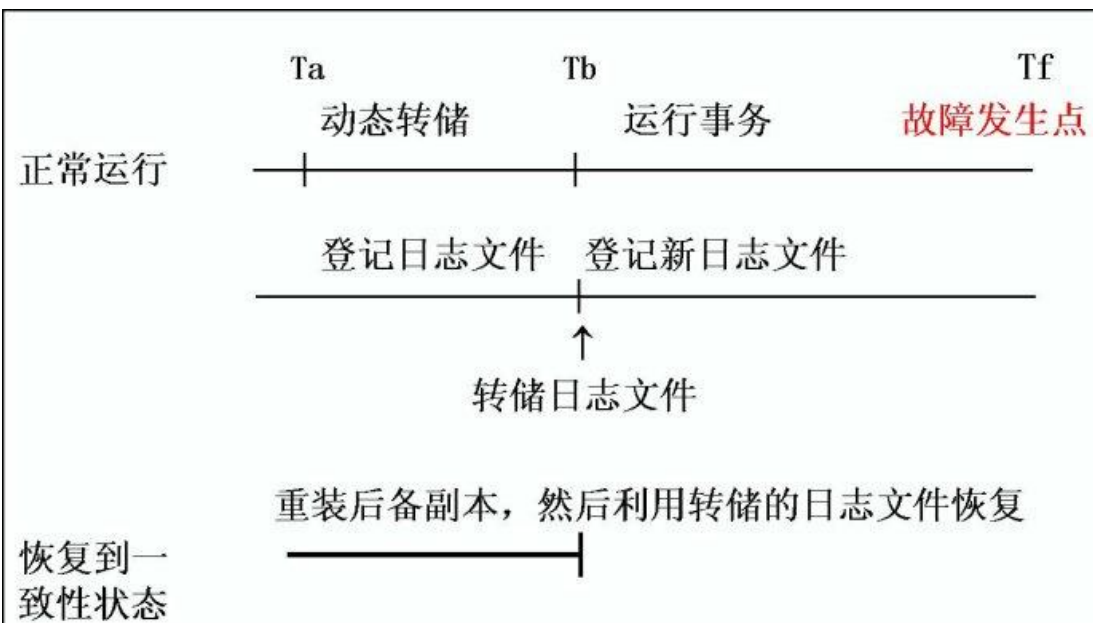 Ta Tb Tf
动态转储 运行事务 故障发生点
正常运行
登记日志文件 登记新日志文件
↑
转储日志文件
重装后备副本，然后利用转储的日志文件恢复
恢复到一
致性状态